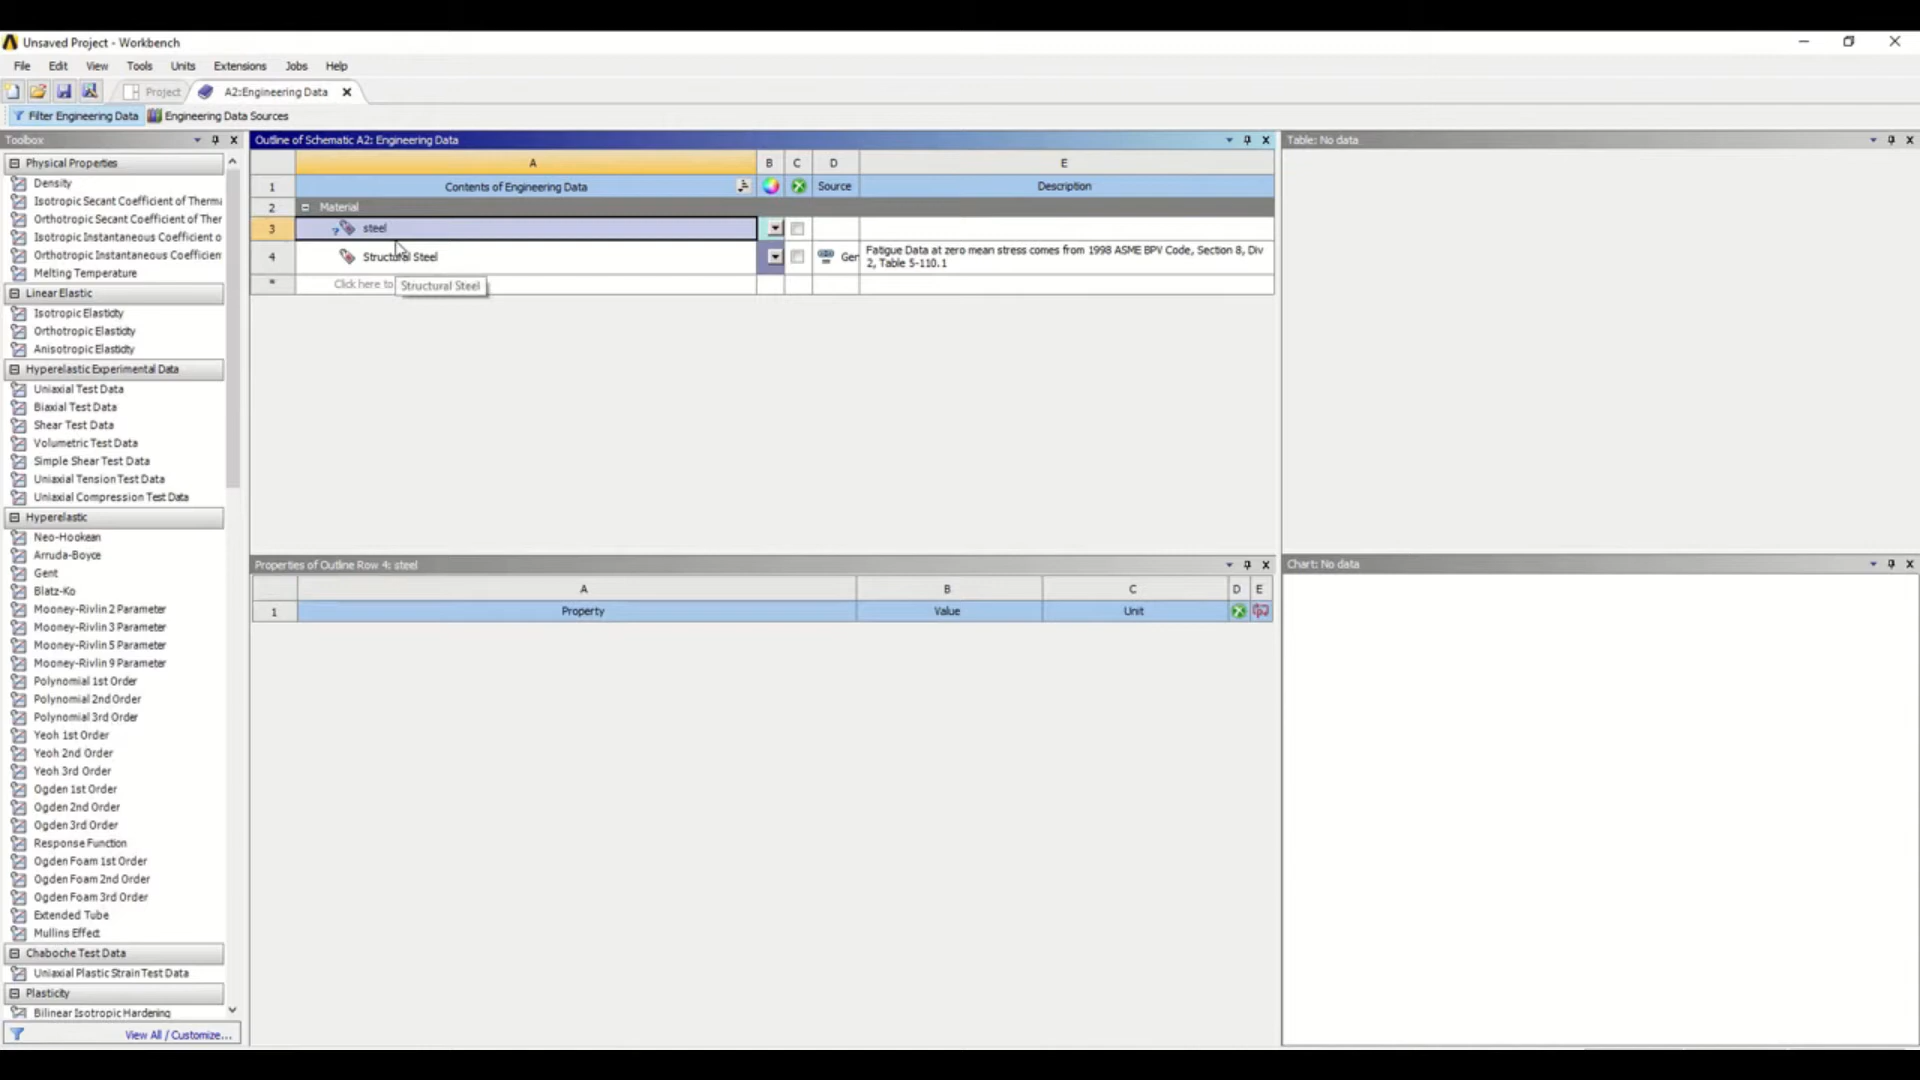 Unsaved Project - Workbench
File Edit View Tools Units Extensions Jobs Help
Project A2:Engineering Data
Filter Engineering Data Engineering Data Sources
Toolbox
Physical Properties
Density
Isotropic Secant Coefficient of Therma
Orthotropic Secant Coefficient of Ther
Isotropic Instantaneous Coefficient o
Orthotropic Instantaneous Coefficien
Melting Temperature
Linear Elastic
Isotropic Elasticity
Orthotropic Elasticity
Anisotropic Elasticity
Hyperelastic Experimental Data
Uniaxial Test Data
Biaxial Test Data
Shear Test Data
Volumetric Test Data
Simple Shear Test Data
Uniaxial Tension Test Data
Uniaxial Compression Test Data
Hyperelastic
Neo-Hookean
Arruda-Boyce
Gent
Blatz-Ko
Mooney-Rivlin 2 Parameter
Mooney-Rivlin 3 Parameter
Mooney-Rivlin 5 Parameter
Mooney-Rivlin 9 Parameter
Polynomial 1st Order
Polynomial 2nd Order
Polynomial 3rd Order
Yeoh 1st Order
Yeoh 2nd Order
Yeoh 3rd Order
Ogden 1st Order
Ogden 2nd Order
Ogden 3rd Order
Response Function
Ogden Foam 1st Order
Ogden Foam 2nd Order
Ogden Foam 3rd Order
Extended Tube
Mullins Effect
Chaboche Test Data
Uniaxial Plastic Strain Test Data
Plasticity
Bilinear Isotropic Hardening
View All / Customize...
Outline of Schematic A2: Engineering Data
A B C D E
1 Contents of Engineering Data Source Description
2 Material
3 steel
4 Structural Steel Ger Fatigue Data at zero mean stress comes from 1998 ASME BPV Code, Section 8, Div
2, Table 5-110.1
* Click here to
Structural Steel
Properties of Outline Row 4: steel
A B C D E
1 Property Value Unit
Table: No data
Chart: No data